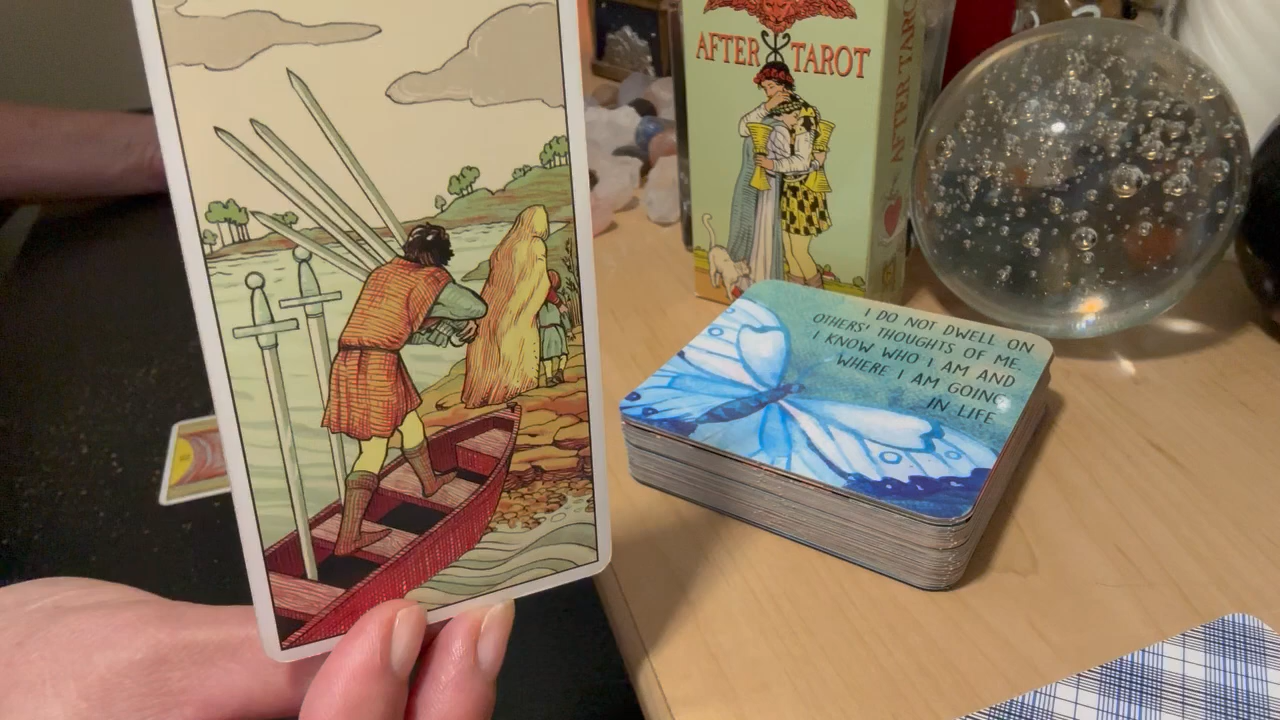 AFTER TAROT
AFTER TAROT
I DO NOT DWELL ON
OTHERS' THOUGHTS OF ME.
I KNOW WHO I AM AND
WHERE I AM GOING
IN LIFE.